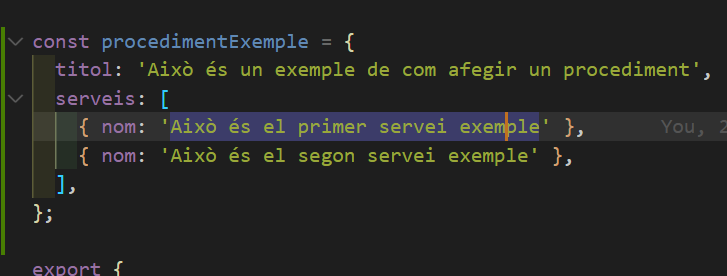 const procedimentExemple = {
titol: 'Això és un exemple de com afegir un procediment',
serveis: [
{ nom: 'Això és el primer servei exemple' }, You, 2
{ nom: 'Això és el segon servei exemple' },
],
};
export {